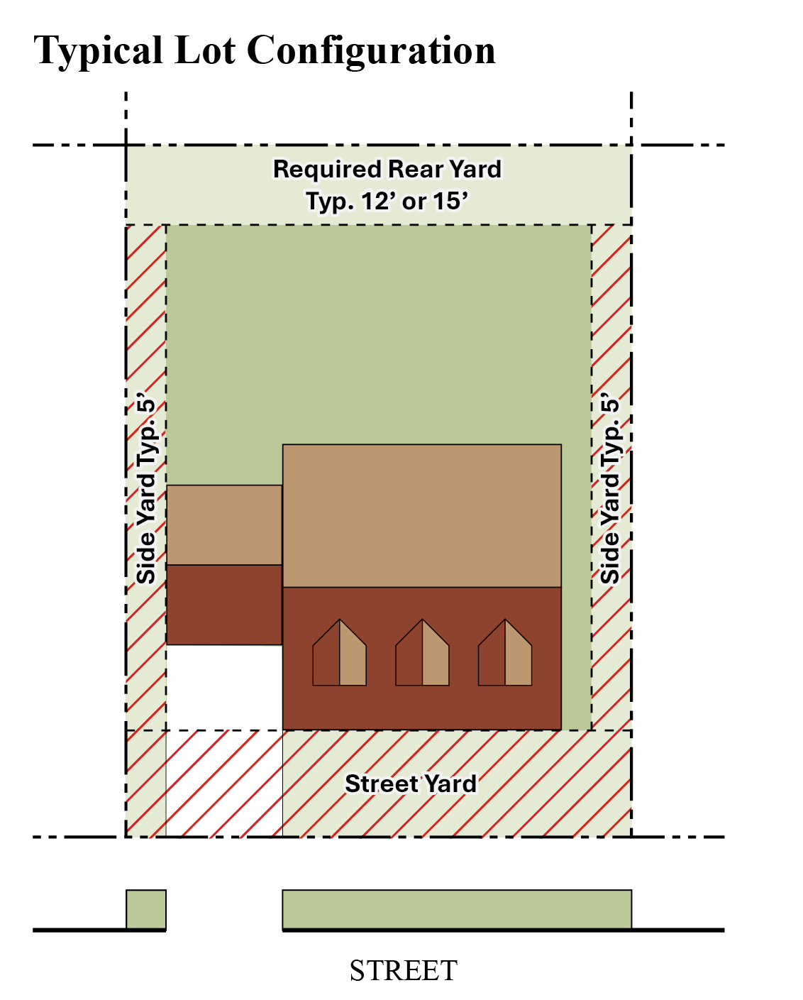 Typical Lot Configuration
Required Rear Yard
Typ. 12’ or 15’
Side Yard Typ. 5’
Side Yard Typ. 5’
Street Yard
STREET